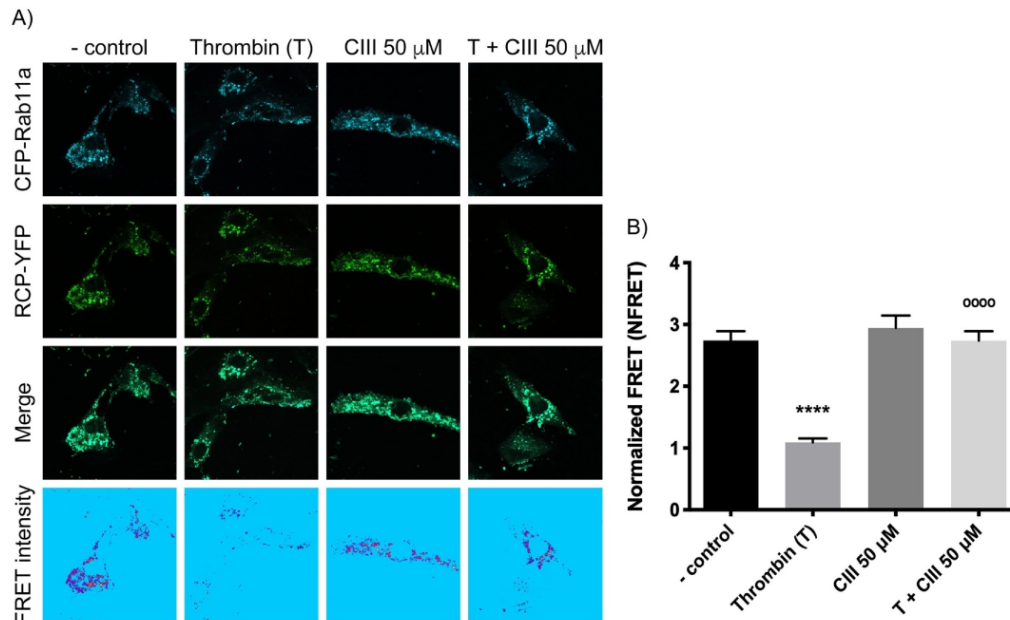 A)
- control Thrombin (T) CIII 50 μM T + CIII 50 μM
CFP-Rab11a
RCP-YFP
Merge
FRET intensity
B)
Normalized FRET (NFRET)
4
3
2
1
0
****
oooo
- control
Thrombin (T)
CIII 50 μM
T + CIII 50 μM